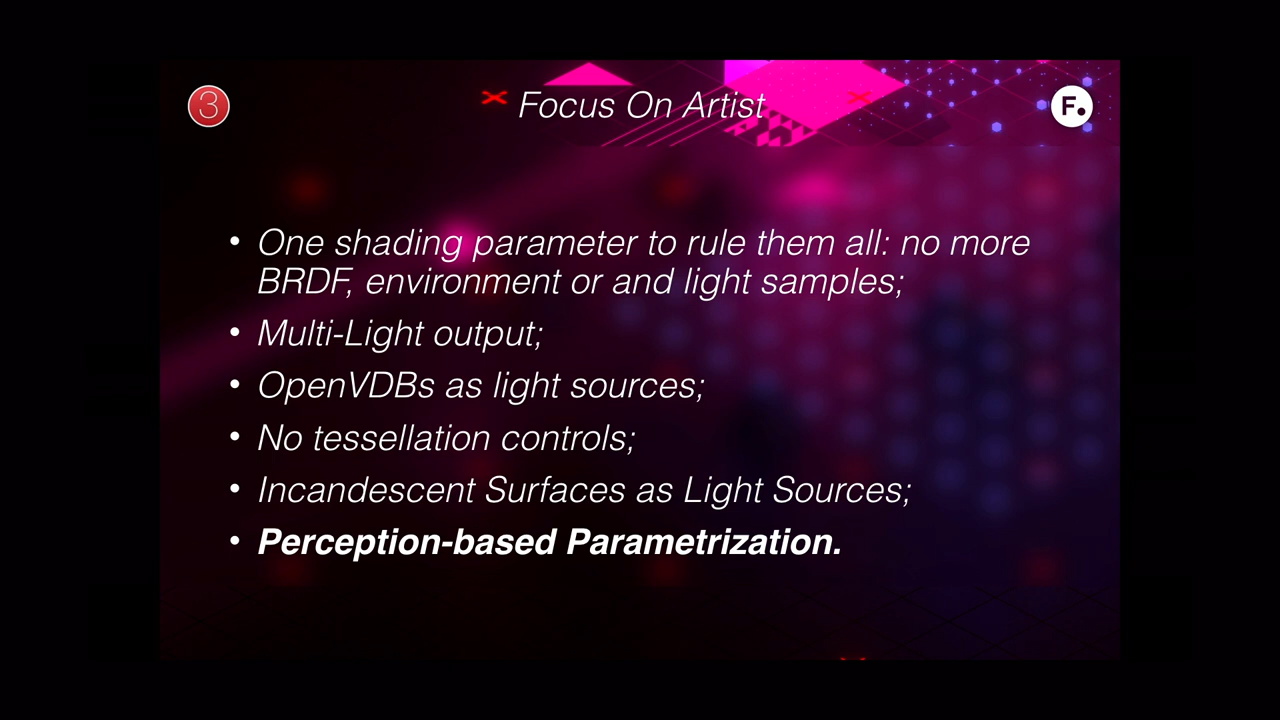 3
Focus On Artist
F.
• One shading parameter to rule them all: no more
BRDF, environment or and light samples;
• Multi-Light output;
• OpenVDBs as light sources;
• No tessellation controls;
• Incandescent Surfaces as Light Sources;
• Perception-based Parametrization.